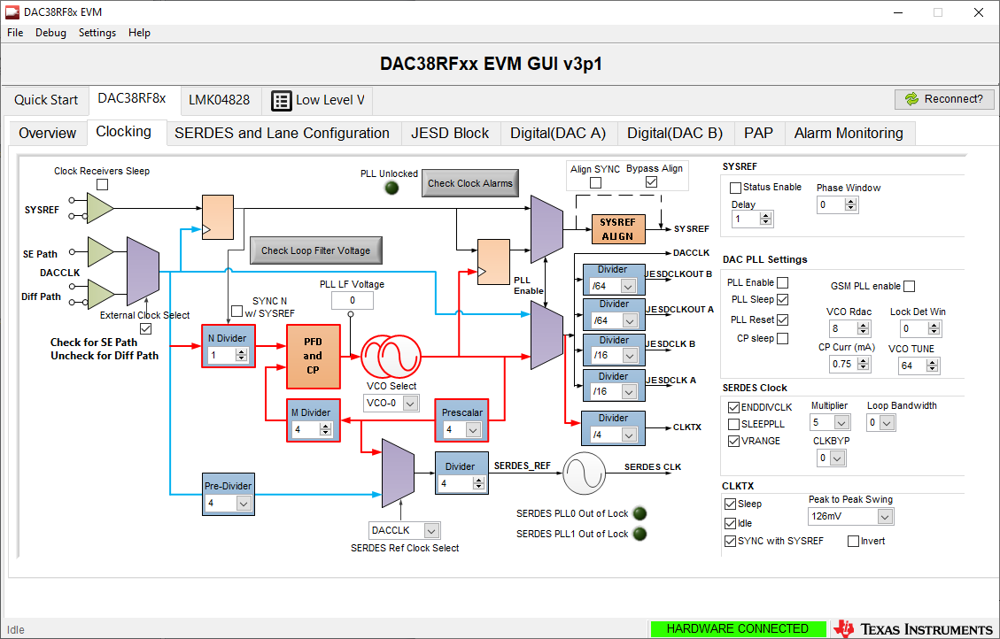 DAC38RF8x EVM
File Debug Settings Help
DAC38RFxx EVM GUI v3p1
Quick Start DAC38RF8x LMK04828 Low Level V Reconnect?
Overview Clocking SERDES and Lane Configuration JESD Block Digital(DAC A) Digital(DAC B) PAP Alarm Monitoring
Clock Receivers Sleep
SYSREF
SE Path
DACCLK
Diff Path
External Clock Select
Check for SE Path
Uncheck for Diff Path
PLL Unlocked
Check Clock Alarms
Check Loop Filter Voltage
PLL LF Voltage
0
SYNC N
w/ SYSREF
N Divider
1
PFD
and
CP
VCO Select
VCO-0
M Divider
4
Prescalar
4
Pre-Divider
4
DACCLK
SERDES Ref Clock Select
Divider
4
SERDES_REF
SERDES CLK
SERDES PLL0 Out of Lock
SERDES PLL1 Out of Lock
Align SYNC Bypass Align
SYSREF
ALIGN
SYSREF
PLL
Enable
DACCLK
Divider
/64
JESDCLKOUT B
Divider
/64
JESDCLKOUT A
Divider
/16
JESDCLK B
Divider
/16
JESDCLK A
Divider
/4
CLKTX
SYSREF
Status Enable Phase Window
0
Delay
1
DAC PLL Settings
PLL Enable GSM PLL enable
PLL Sleep
PLL Reset VCO Rdac Lock Det Win
8 0
CP sleep CP Curr (mA) VCO TUNE
0.75 64
SERDES Clock
ENDDIVCLK Multiplier Loop Bandwidth
SLEEPPLL 5 0
VRANGE CLKBYP
0
CLKTX
Sleep Peak to Peak Swing
Idle 126mV
SYNC with SYSREF Invert
Idle HARDWARE CONNECTED TEXAS INSTRUMENTS